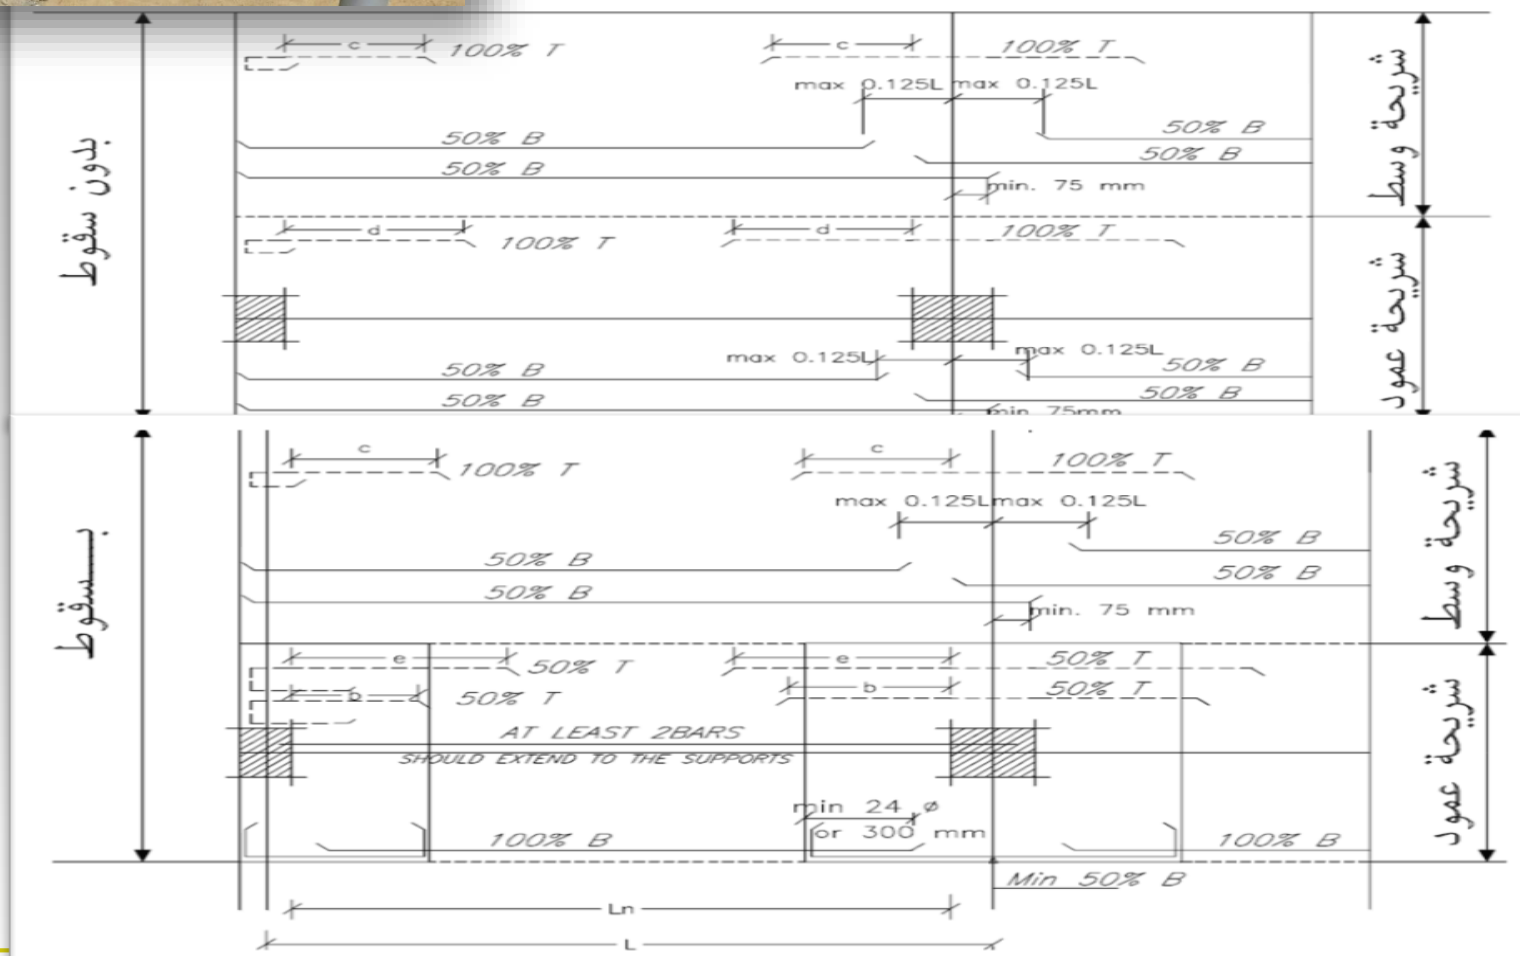 c 100% T c 100% T
max 0.125L max 0.125L
50% B 50% B
50% B 50% B
min. 75 mm
شريحة وسط
بدون سقوط
d 100% T d 100% T
max 0.125L max 0.125L
50% B 50% B
50% B 50% B
min 75mm
شريحة عمود
c 100% T c 100% T
max 0.125L max 0.125L
50% B 50% B
50% B 50% B
min. 75 mm
شريحة وسط
بـــسقوط
e 50% T e 50% T
b 50% T b 50% T
AT LEAST 2BARS
SHOULD EXTEND TO THE SUPPORTS
min 24 ø
or 300 mm
100% B 100% B
Min 50% B
شريحة عمود
Ln
L